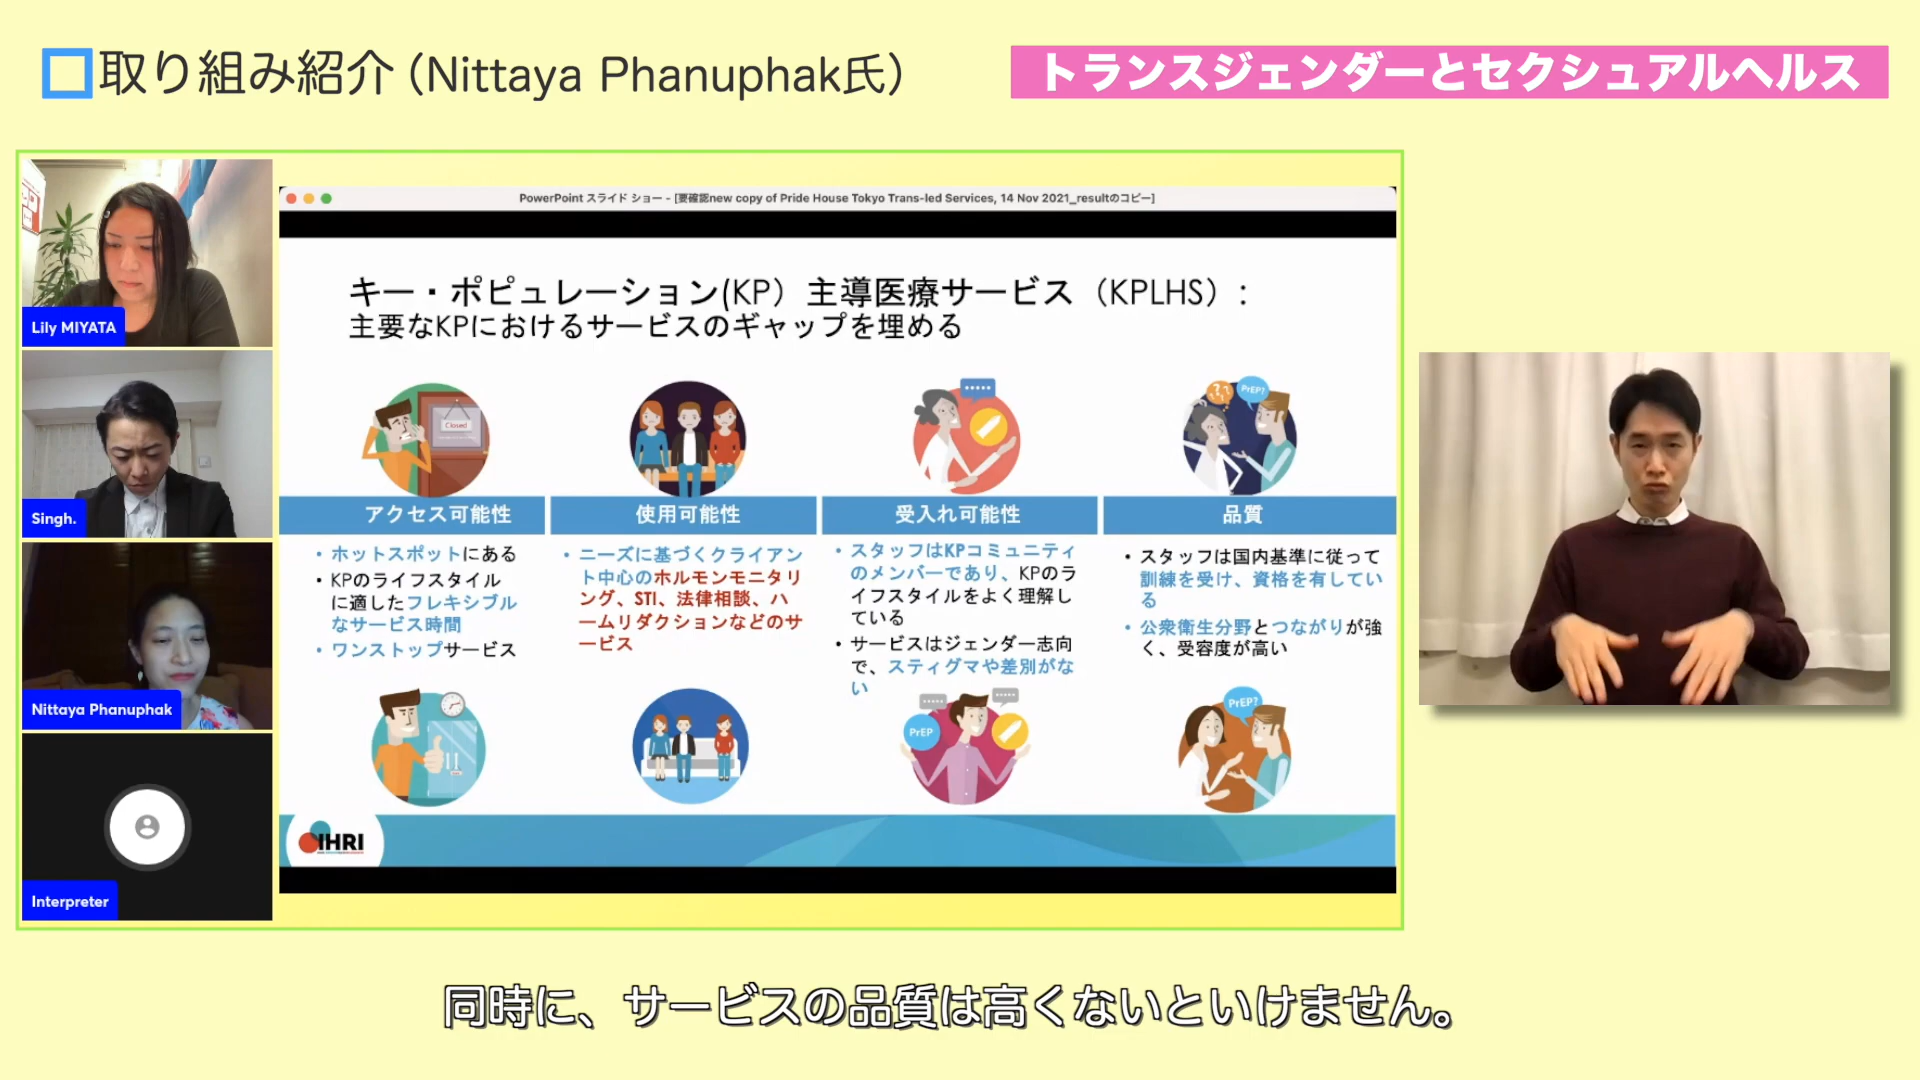 取り組み紹介（Nittaya Phanuphak氏）
トランスジェンダーとセクシュアルヘルス
Lily MIYATA
Singh.
Nittaya Phanuphak
Interpreter
PowerPoint スライド ショー - [要確認new copy of Pride House Tokyo Trans-led Services, 14 Nov 2021_resultのコピー]
キー・ポピュレーション(KP）主導医療サービス（KPLHS）:
主要なKPにおけるサービスのギャップを埋める
Closed
アクセス可能性
• ホットスポットにある
• KPのライフスタイル
に適したフレキシブル
なサービス時間
• ワンストップサービス
使用可能性
• ニーズに基づくクライアン
ト中心のホルモンモニタリ
ング、STI、法律相談、ハ
ームリダクションなどのサ
ービス
受入れ可能性
• スタッフはKPコミュニティ
のメンバーであり、KPのラ
イフスタイルをよく理解し
ている
• サービスはジェンダー志向
で、スティグマや差別がな
い
PrEP
???
PrEP?
品質
• スタッフは国内基準に従って
訓練を受け、資格を有してい
る
• 公衆衛生分野とつながりが強
く、受容度が高い
PrEP?
IHRI
同時に、サービスの品質は高くないといけません。